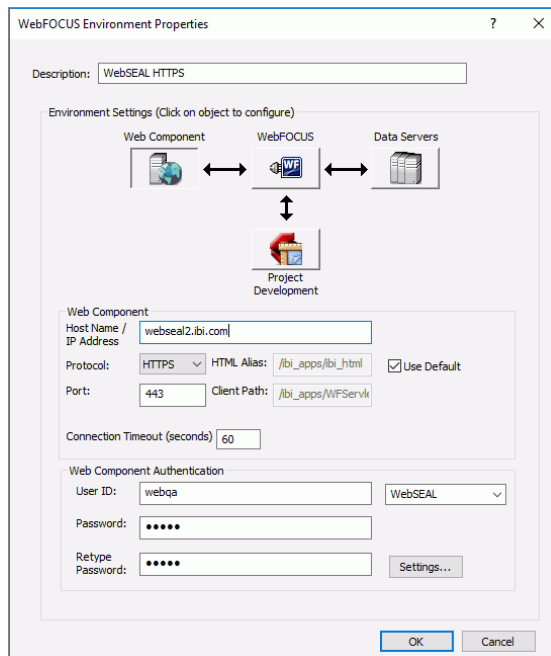 WebFOCUS Environment Properties ? X
Description: WebSEAL HTTPS
Environment Settings (Click on object to configure)
Web Component WebFOCUS Data Servers
WF
Project
Development
Web Component
Host Name /
IP Address webseal2.ibi.com
Protocol: HTTPS HTML Alias: /ibi_apps/ibi_html Use Default
Port: 443 Client Path: /ibi_apps/WFServle
Connection Timeout (seconds) 60
Web Component Authentication
User ID: webqa WebSEAL
Password: •••••
Retype
Password: ••••• Settings...
OK Cancel